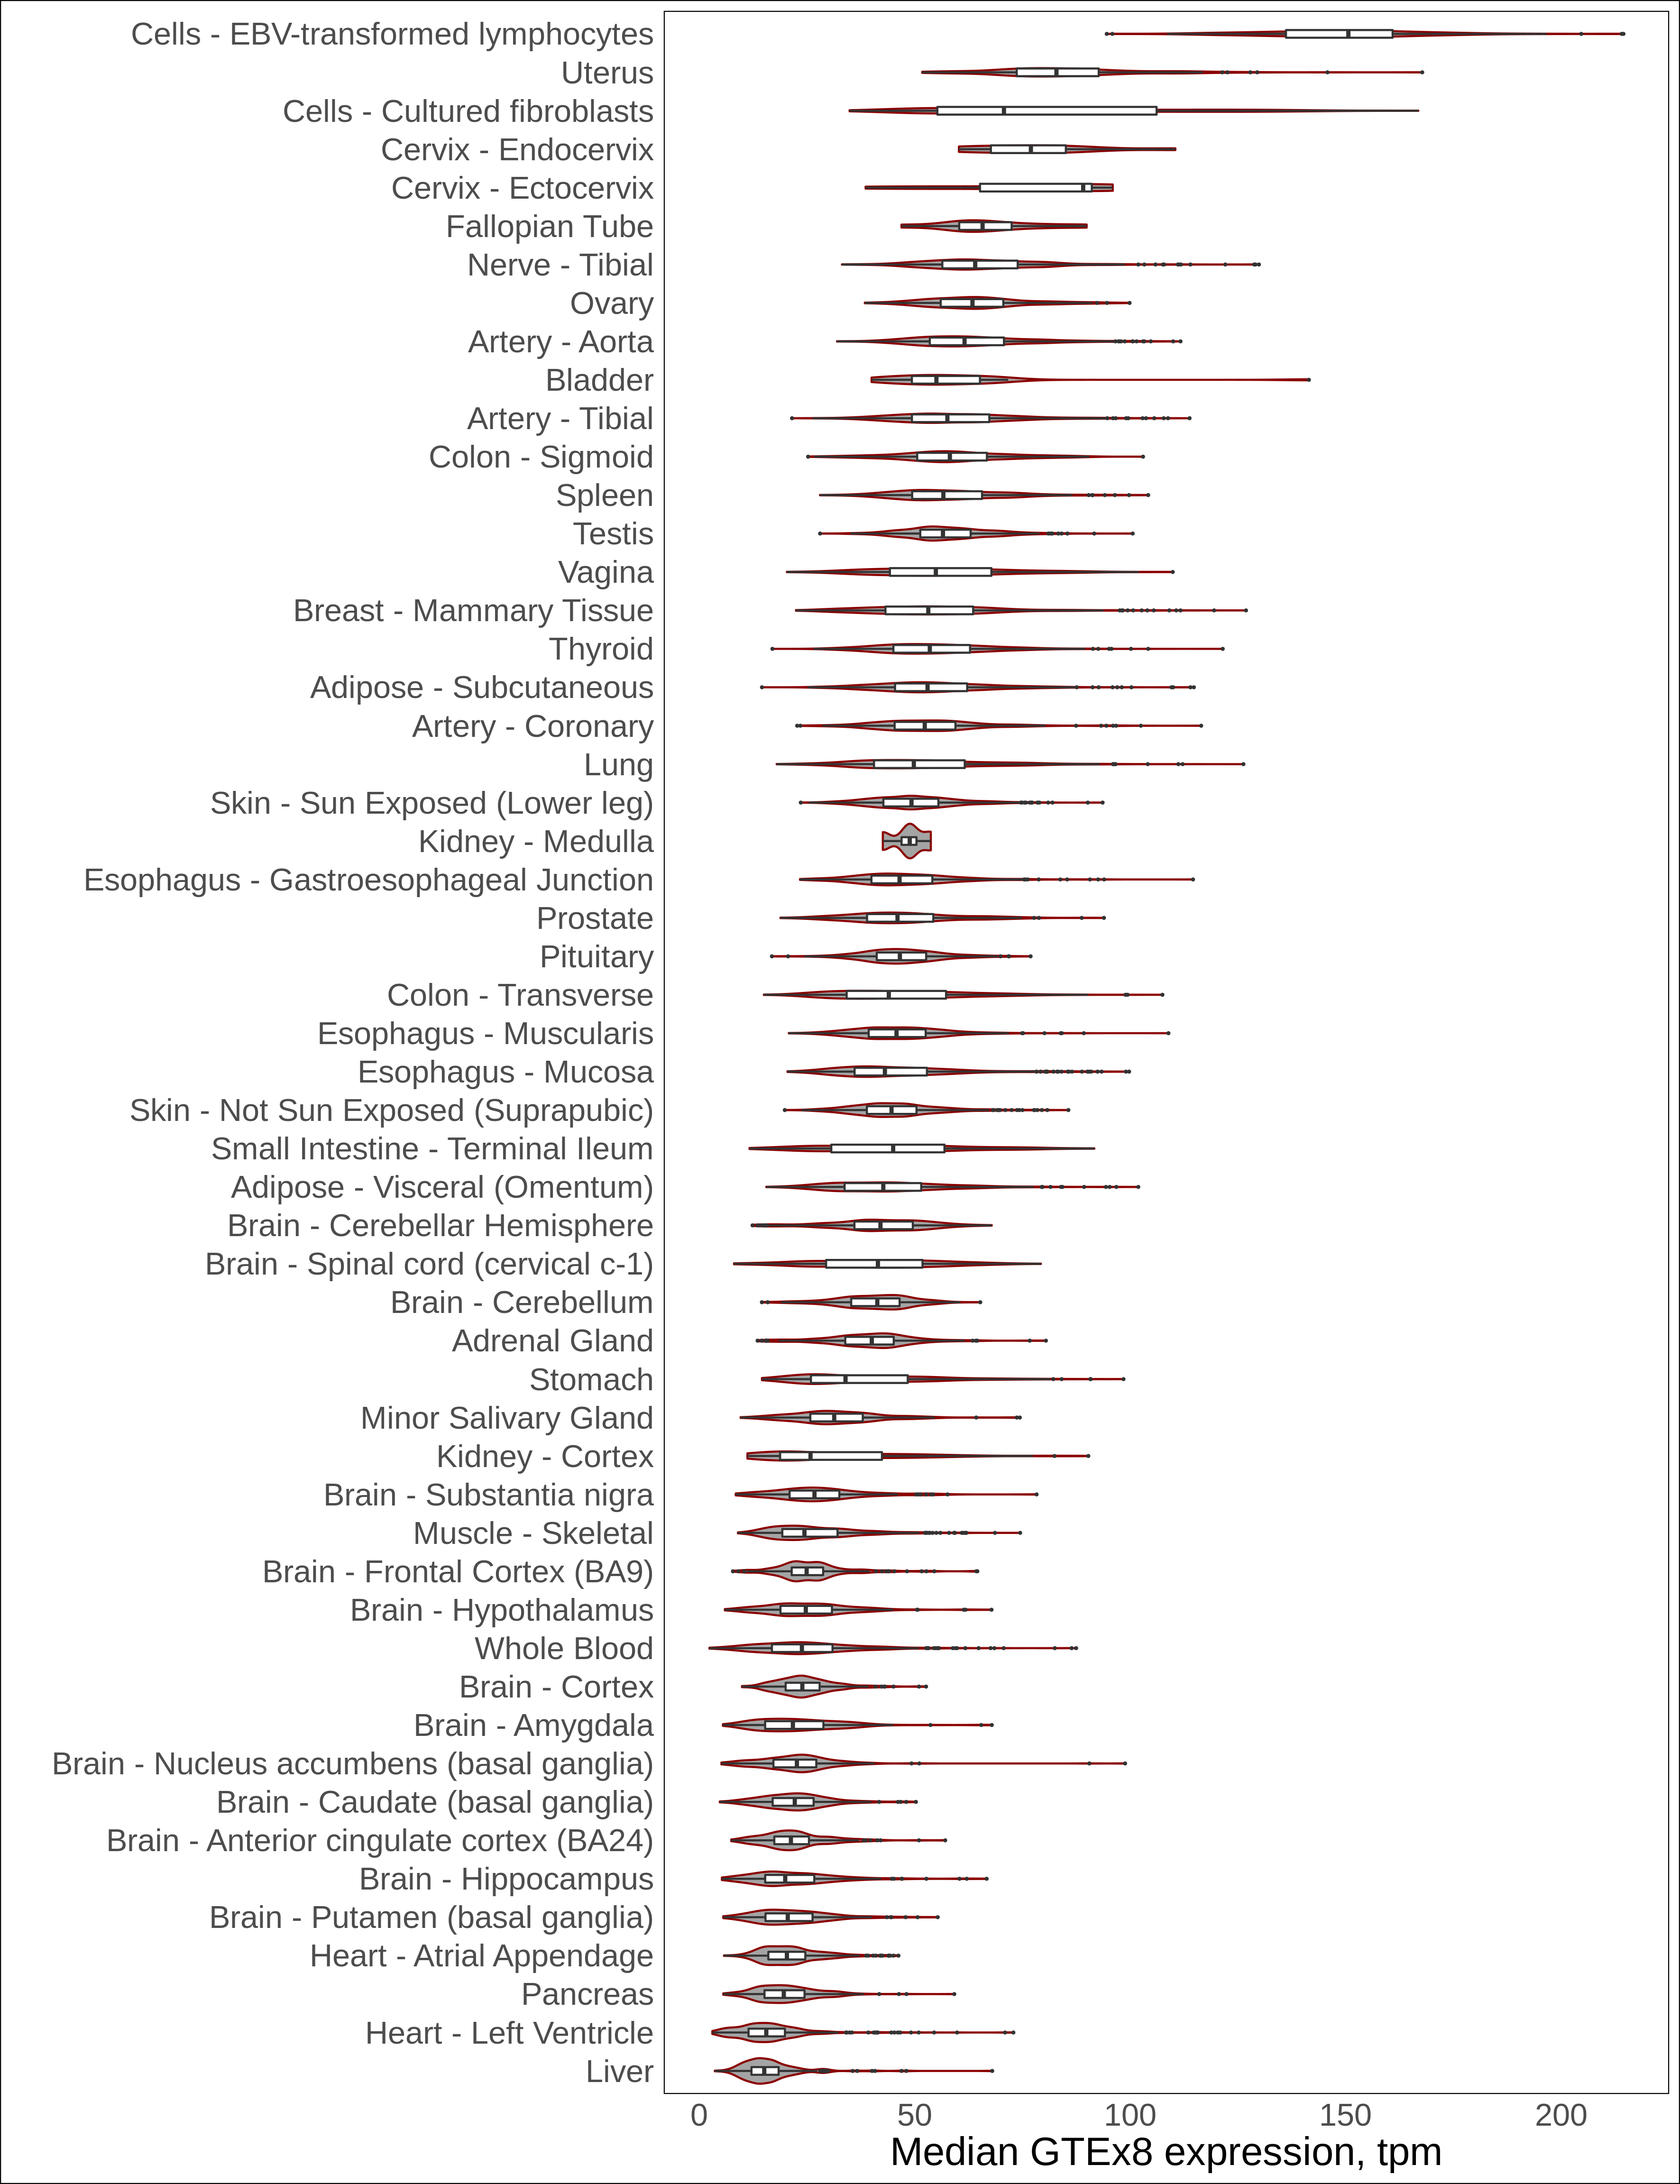 Cells - EBV-transformed lymphocytes
Uterus
Cells - Cultured fibroblasts
Cervix - Endocervix
Cervix - Ectocervix
Fallopian Tube
Nerve - Tibial
Ovary
Artery - Aorta
Bladder
Artery - Tibial
Colon - Sigmoid
Spleen
Testis
Vagina
Breast - Mammary Tissue
Thyroid
Adipose - Subcutaneous
Artery - Coronary
Lung
Skin - Sun Exposed (Lower leg)
Kidney - Medulla
Esophagus - Gastroesophageal Junction
Prostate
Pituitary
Colon - Transverse
Esophagus - Muscularis
Esophagus - Mucosa
Skin - Not Sun Exposed (Suprapubic)
Small Intestine - Terminal Ileum
Adipose - Visceral (Omentum)
Brain - Cerebellar Hemisphere
Brain - Spinal cord (cervical c-1)
Brain - Cerebellum
Adrenal Gland
Stomach
Minor Salivary Gland
Kidney - Cortex
Brain - Substantia nigra
Muscle - Skeletal
Brain - Frontal Cortex (BA9)
Brain - Hypothalamus
Whole Blood
Brain - Cortex
Brain - Amygdala
Brain - Nucleus accumbens (basal ganglia)
Brain - Caudate (basal ganglia)
Brain - Anterior cingulate cortex (BA24)
Brain - Hippocampus
Brain - Putamen (basal ganglia)
Heart - Atrial Appendage
Pancreas
Heart - Left Ventricle
Liver
0 50 100 150 200
Median GTEx8 expression, tpm